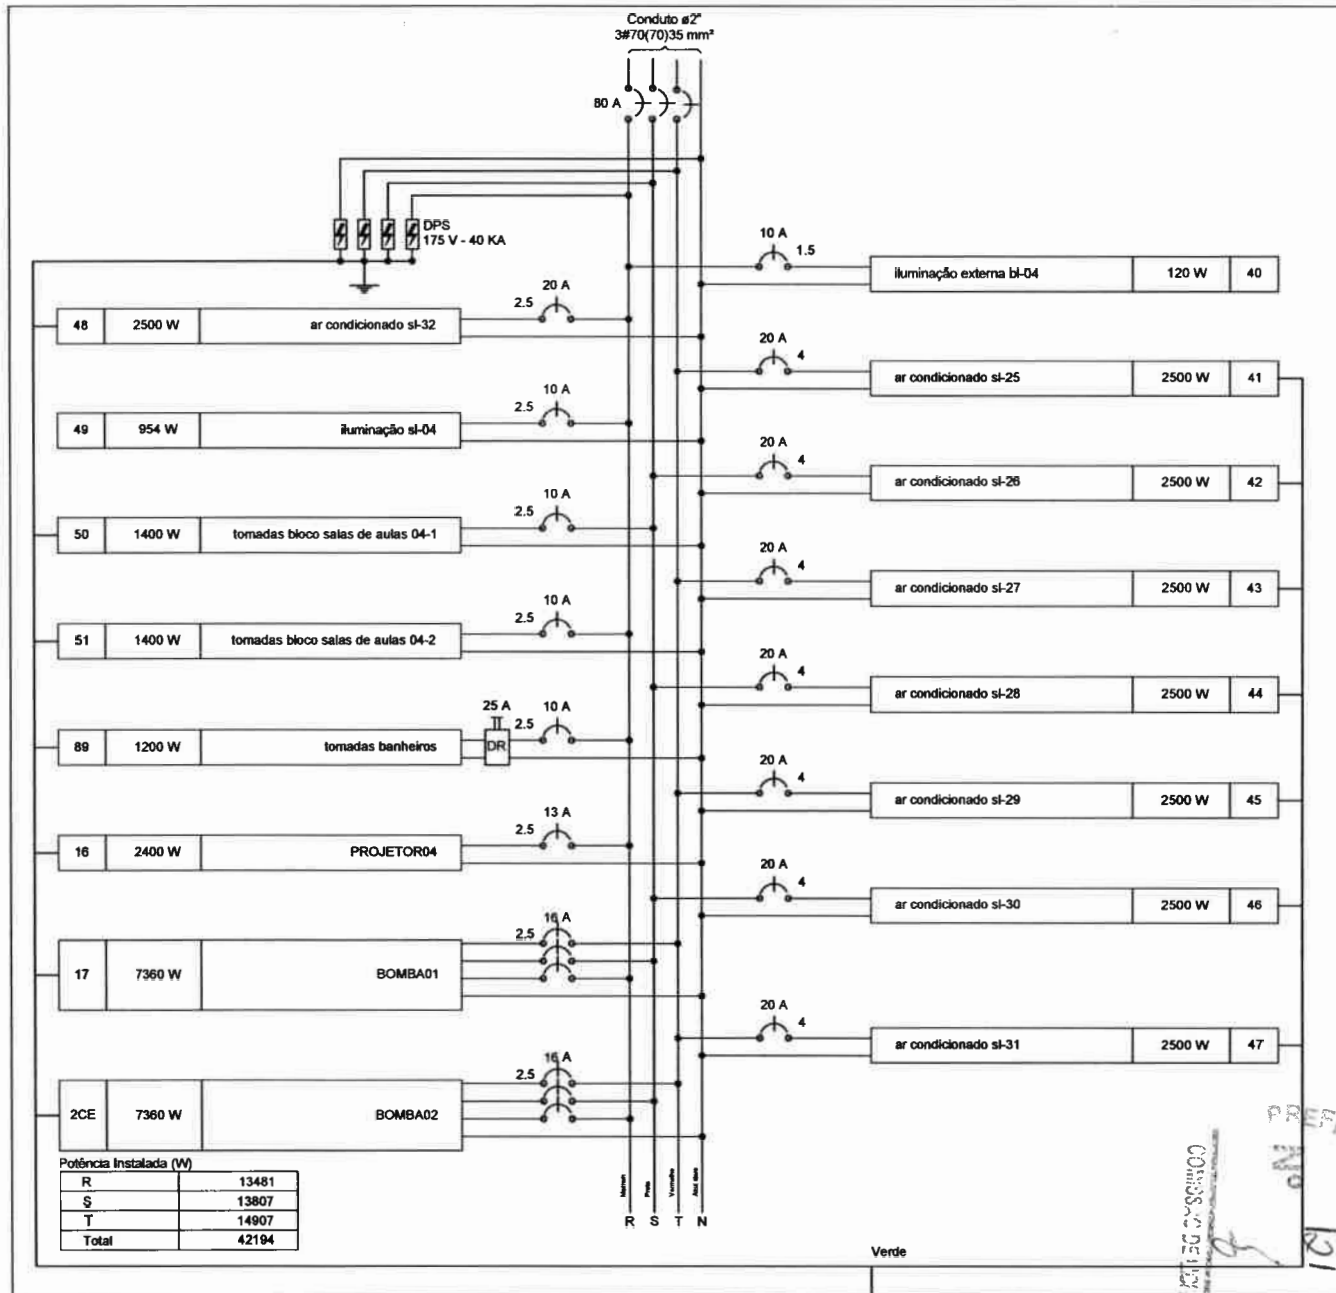 Conduto ø2"
3#70(70)35 mm²
80 A
DPS
175 V - 40 KA
10 A
1.5
iluminação externa bl-04 120 W 40
20 A
2.5
48 2500 W ar condicionado sl-32
20 A
4
ar condicionado sl-25 2500 W 41
10 A
2.5
49 954 W iluminação sl-04
20 A
4
ar condicionado sl-26 2500 W 42
10 A
2.5
50 1400 W tomadas bloco salas de aulas 04-1
20 A
4
ar condicionado sl-27 2500 W 43
10 A
2.5
51 1400 W tomadas bloco salas de aulas 04-2
20 A
4
ar condicionado sl-28 2500 W 44
25 A
10 A
2.5
DR
89 1200 W tomadas banheiros
20 A
4
ar condicionado sl-29 2500 W 45
13 A
2.5
16 2400 W PROJETOR04
20 A
4
ar condicionado sl-30 2500 W 46
16 A
2.5
17 7360 W BOMBA01
20 A
4
ar condicionado sl-31 2500 W 47
16 A
2.5
2CE 7360 W BOMBA02
Potência Instalada (W)
R 13481
S 13807
T 14907
Total 42194
Marrom
Preto
Vermelho
Azul claro
R S T N
Verde
Nº
121